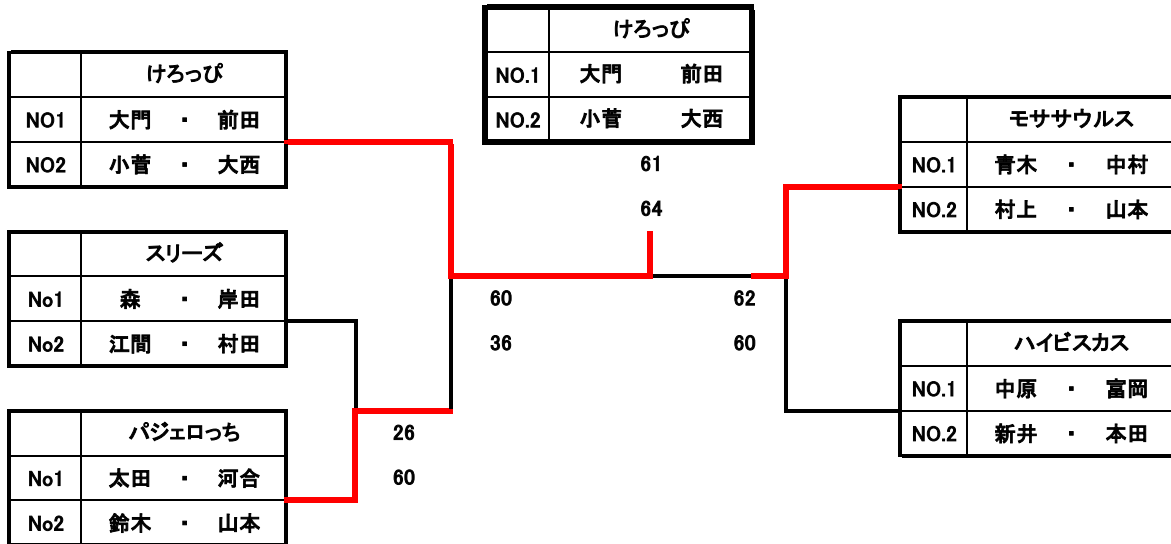 けろっぴ
NO.1 大門 前田
NO.2 小菅 大西
けろっぴ
NO1 大門 ・ 前田
NO2 小菅 ・ 大西
スリーズ
No1 森 ・ 岸田
No2 江間 ・ 村田
パジェロっち
No1 太田 ・ 河合
No2 鈴木 ・ 山本
26
60
60
36
61
64
62
60
モササウルス
NO.1 青木 ・ 中村
NO.2 村上 ・ 山本
ハイビスカス
NO.1 中原 ・ 富岡
NO.2 新井 ・ 本田